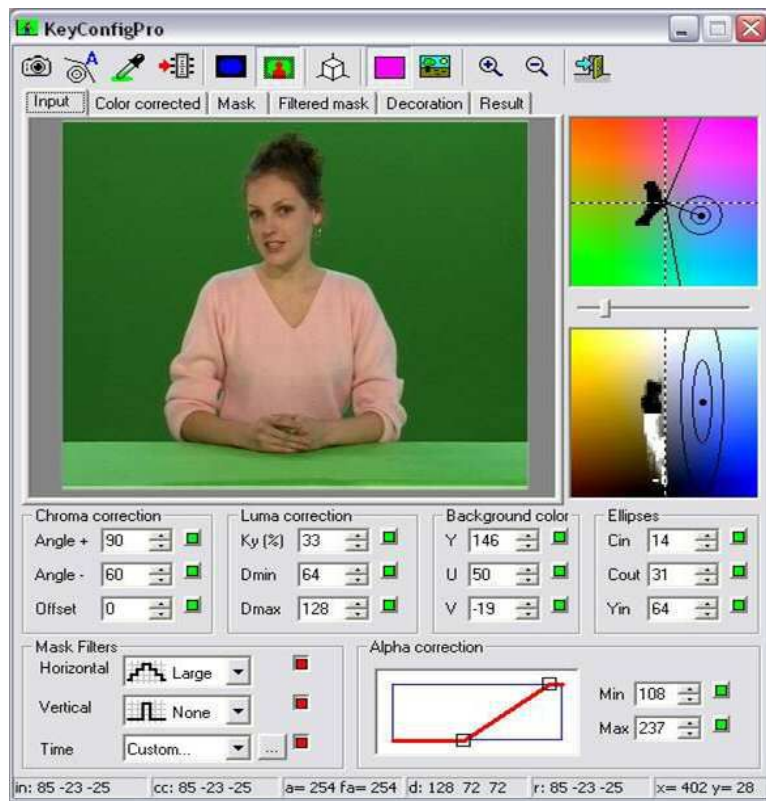 KeyConfigPro
A
Input Color corrected Mask Filtered mask Decoration Result
Chroma correction Luma correction Background color Ellipses
Angle + 90 Ky (%) 33 Y 146 Cin 14
Angle - 60 Dmin 64 U 50 Cout 31
Offset 0 Dmax 128 V -19 Yin 64
Mask Filters Alpha correction
Horizontal Large
Vertical None
Time Custom... ...
Min 108
Max 237
in: 85 -23 -25 cc: 85 -23 -25 a= 254 fa= 254 d: 128 72 72 r: 85 -23 -25 x= 402 y= 28